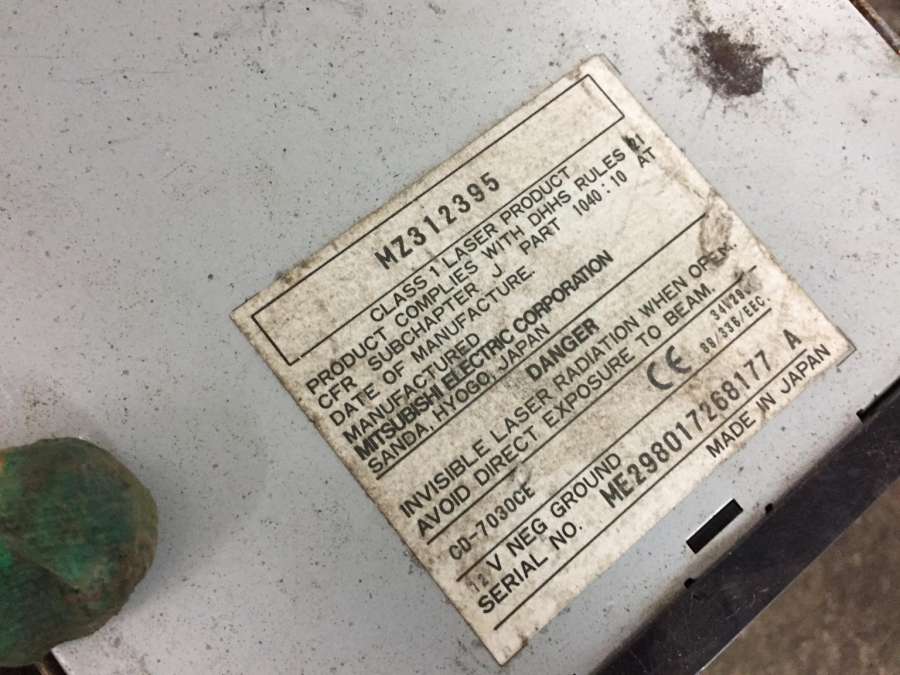 MZ312395
CLASS 1 LASER PRODUCT
PRODUCT COMPLIES WITH DHHS RULES 21
CFR SUBCHAPTER J PART 1040:10 AT
DATE OF MANUFACTURE.
MANUFACTURED
MITSUBISHI ELECTRIC CORPORATION
SANDA, HYOGO, JAPAN
DANGER
INVISIBLE LASER RADIATION WHEN OPEN.
AVOID DIRECT EXPOSURE TO BEAM.
CD-7030CE CE 89/336/EEC.
12 V NEG GROUND
SERIAL NO. ME298017268177 A
MADE IN JAPAN